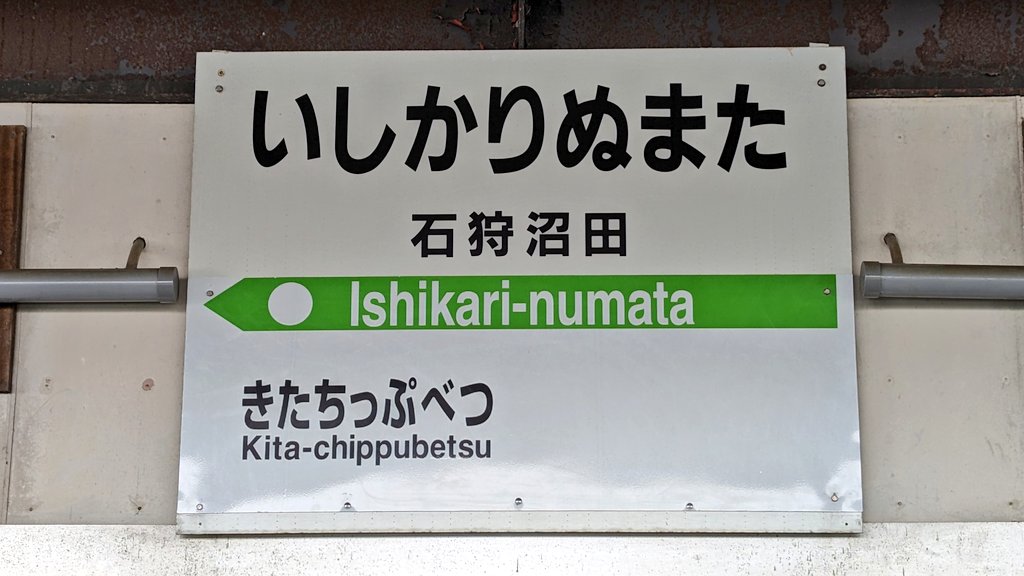 いしかりぬまた
石狩沼田
Ishikari-numata
きたちっぷべつ
Kita-chippubetsu